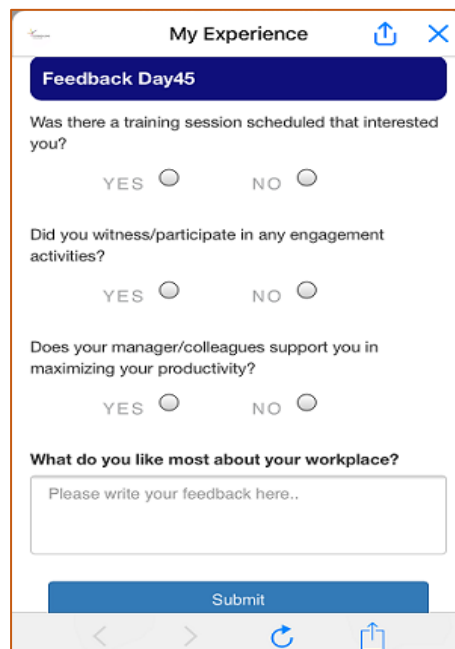 My Experience
Feedback Day45
Was there a training session scheduled that interested
you?
YES NO
Did you witness/participate in any engagement
activities?
YES NO
Does your manager/colleagues support you in
maximizing your productivity?
YES NO
What do you like most about your workplace?
Please write your feedback here..
Submit